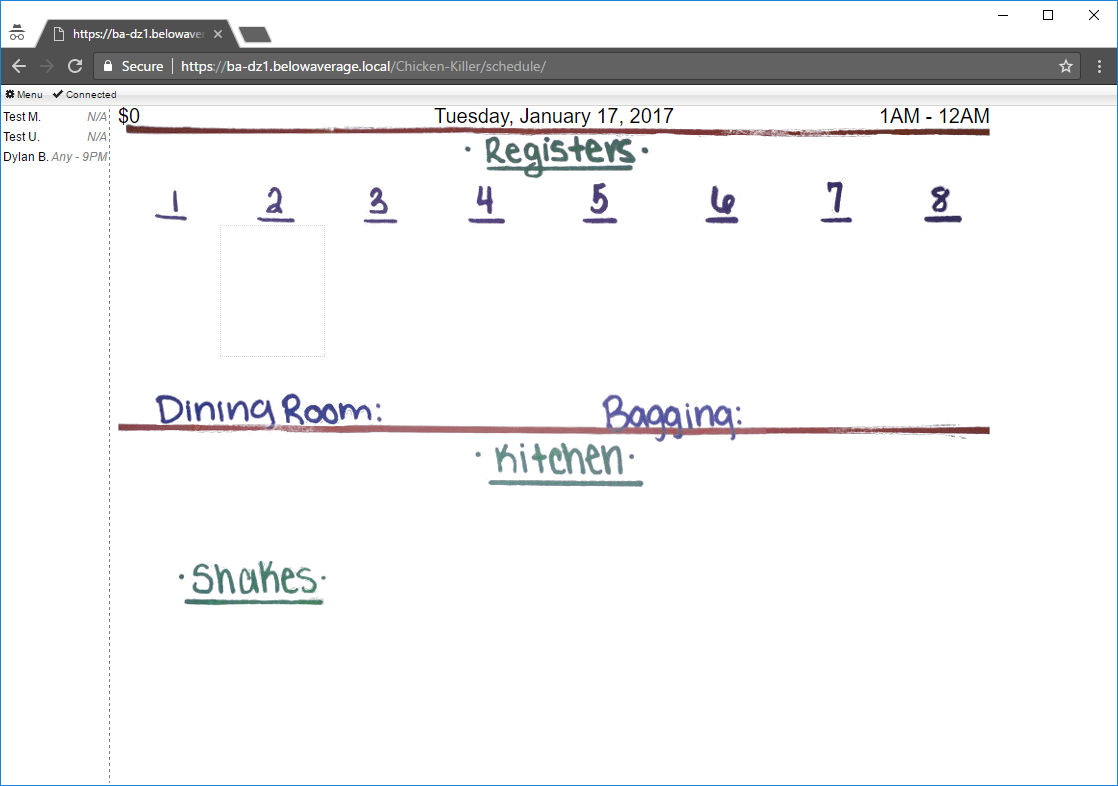 https://ba-dz1.belowaver
Secure https://ba-dz1.belowaverage.local/Chicken-Killer/schedule/
Menu Connected
Test M. N/A
Test U. N/A
Dylan B. Any - 9PM
$0 Tuesday, January 17, 2017 1AM - 12AM
· Registers ·
1 2 3 4 5 6 7 8
Dining Room: Bagging:
· Kitchen ·
· Shakes ·